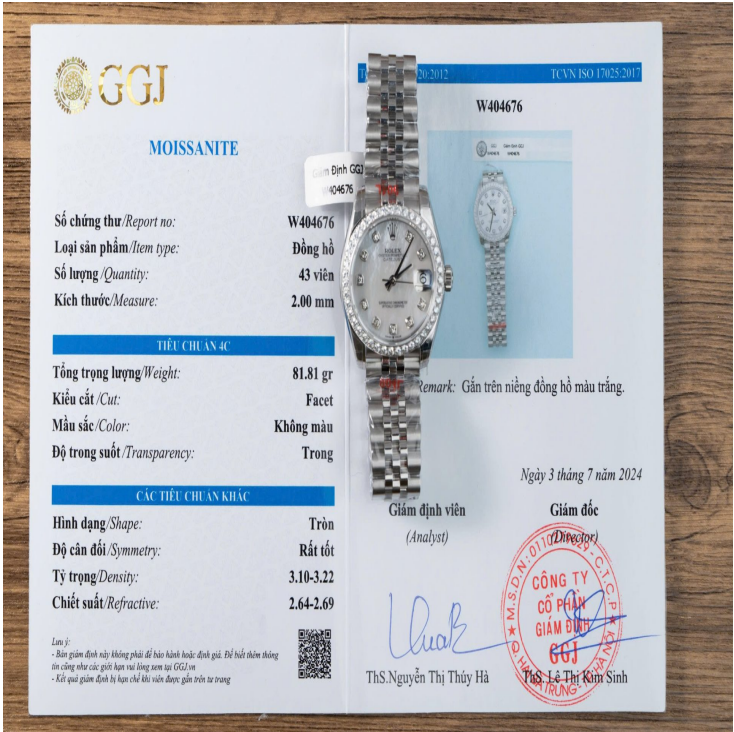 GGJ
MOISSANITE
Số chứng thư/Report no: W404676
Loại sản phẩm/Item type: Đồng hồ
Số lượng/Quantity: 43 viên
Kích thước/Measure: 2.00 mm
TIÊU CHUẨN 4C
Tổng trọng lượng/Weight: 81.81 gr
Kiểu cắt/Cut: Facet
Mầu sắc/Color: Không màu
Độ trong suốt/Transparency: Trong
CÁC TIÊU CHUẨN KHÁC
Hình dạng/Shape: Tròn
Độ cân đối/Symmetry: Rất tốt
Tỷ trọng/Density: 3.10-3.22
Chiết suất/Refractive: 2.64-2.69
Lưu ý:
- Bản giám định này không phải để bảo hành hoặc định giá. Để biết thêm thông
tin cũng như các giới hạn vui lòng xem tại GGJ.vn
- Kết quả giám định bị hạn chế khi viên được gắn trên tư trang
20:2012 TCVN ISO 17025:2017
W404676
GGJ Giám Định GGJ
W404676
Định GGJ
W404676
ROLEX
Remark: Gắn trên niềng đồng hồ màu trắng.
Ngày 3 tháng 7 năm 2024
Giám định viên Giám đốc
(Analyst) (Director)
CÔNG TY
CỔ PHẦN
GIÁM ĐỊNH
GGJ
ThS.Nguyễn Thị Thúy Hà ThS. Lê Thị Kim Sinh